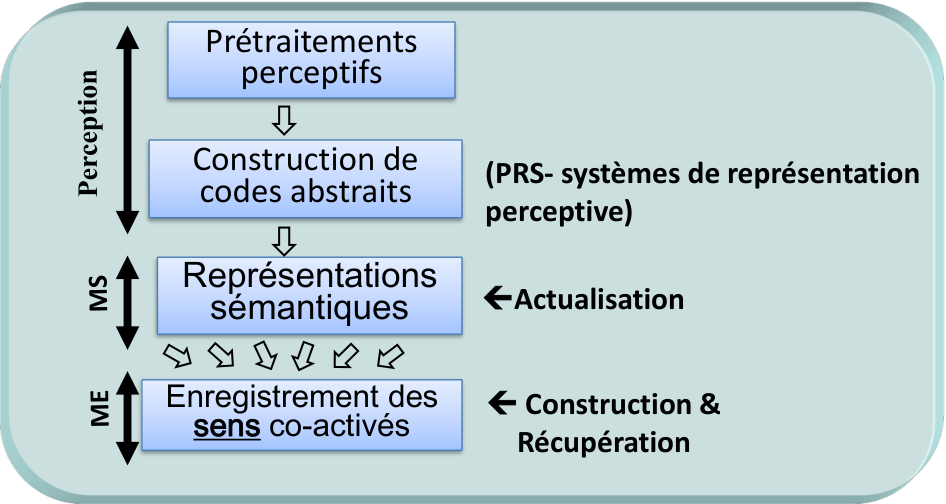 Prétraitements
perceptifs
Perception
Construction de
codes abstraits
(PRS- systèmes de représentation
perceptive)
MS
Représentations
sémantiques
←Actualisation
ME
Enregistrement des
sens co-activés
← Construction &
Récupération